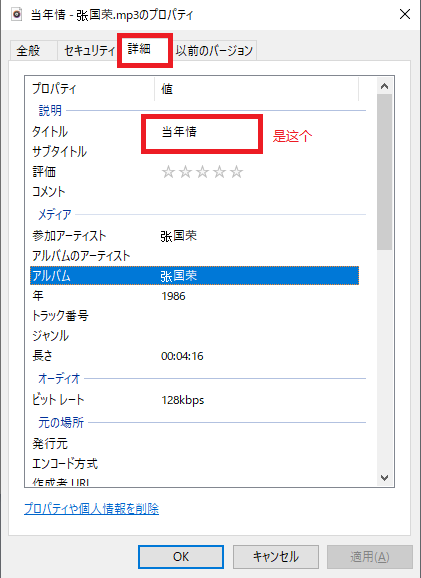 当年情 - 张国荣.mp3のプロパティ
全般 セキュリティ 詳細 以前のバージョン
プロパティ 値
説明
タイトル 当年情
是这个
サブタイトル
評価 ☆☆☆☆☆
コメント
メディア
参加アーティスト 张国荣
アルバムのアーティスト
アルバム 张国荣
年 1986
トラック番号
ジャンル
長さ 00:04:16
オーディオ
ビット レート 128kbps
元の場所
発行元
エンコード方式
作成者 URL
プロパティや個人情報を削除
OK キャンセル 適用(A)